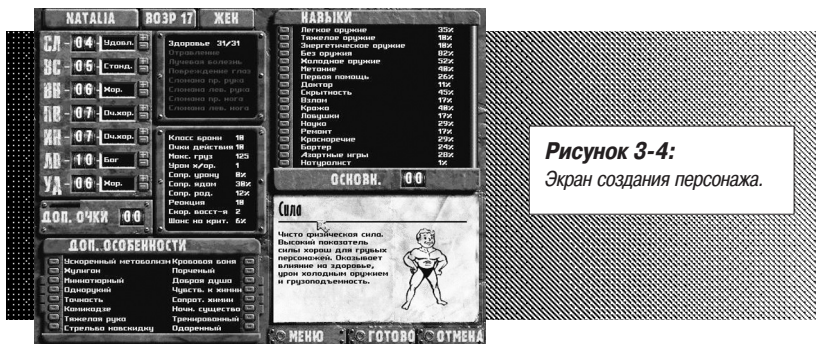 NATALIA ВОЗР 17 ЖЕН
СЛ - 04 - Удовл.
ВС - 05 - Станд.
ВН - 06 - Хор.
ПВ - 07 - Оч.хор.
ИН - 07 - Оч.хор.
ЛВ - 10 - Бог
УД - 06 - Хор.
ДОП. ОЧКИ 00
Здоровье 31/31
Отравление
Лучевая болезнь
Повреждение глаз
Сломана пр. рука
Сломана лев. рука
Сломана пр. нога
Сломана лев. нога
Класс брони 10
Очки действия 10
Макс. груз 125
Урон х/ор. 1
Сопр. урону 0%
Сопр. ядам 30%
Сопр. рад. 12%
Реакция 10
Скор. восст-я 2
Шанс на крит. 6%
НАВЫКИ
Легкое оружие 35%
Тяжелое оружие 10%
Энергетическое оружие 10%
Без оружия 82%
Холодное оружие 52%
Метание 40%
Первая помощь 26%
Доктор 11%
Скрытность 45%
Взлом 17%
Кража 40%
Ловушки 17%
Наука 29%
Ремонт 17%
Красноречие 29%
Бартер 24%
Азартные игры 28%
Натуралист 1%
ОСНОВН. 00
ДОП. ОСОБЕННОСТИ
Ускоренный метаболизм Кровавая баня
Жулиган Порченый
Миниатюрный Добрая душа
Однорукий Чувств. к химии
Точность Сопрот. химии
Камикадзе Ночн. существо
Тяжелая рука Тренированный
Стрельба навскидку Одаренный
Сила
Чисто физическая сила.
Высокий показатель
силы хорош для грубых
персонажей. Оказывает
влияние на здоровье,
урон холодным оружием
и грузоподъемность.
МЕНЮ ГОТОВО ОТМЕНА
Рисунок 3-4:
Экран создания персонажа.